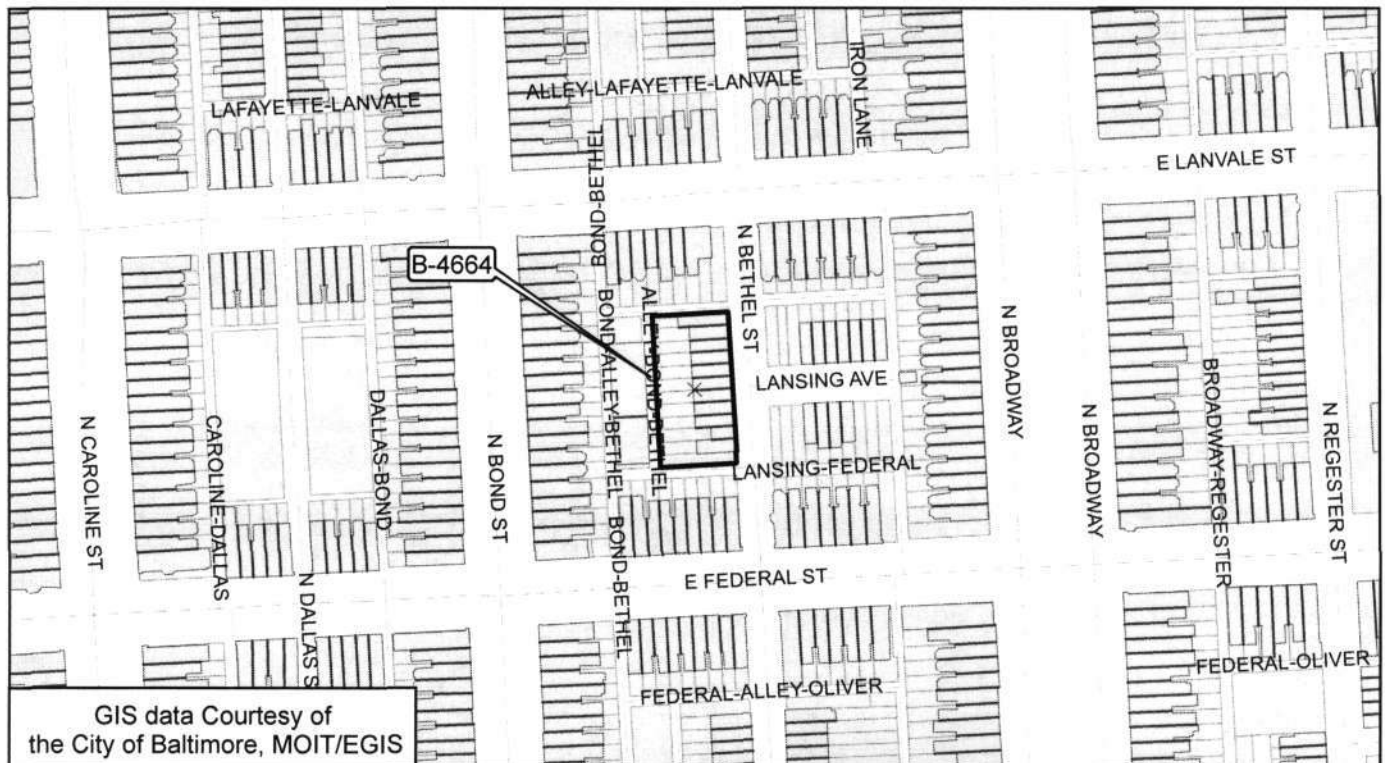 LAFAYETTE-LANVALE
ALLEY-LAFAYETTE-LANVALE
IRON LANE
E LANVALE ST
BOND-BETHEL
N BETHEL ST
B-4664
BOND-ALLEY-BETHEL
ALLEY-BOND-BETHEL
N BROADWAY
LANSING AVE
N CAROLINE ST
CAROLINE-DALLAS
DALLAS-BOND
N BOND ST
N BROADWAY
BROADWAY-REGESTER
N REGESTER ST
LANSING-FEDERAL
BOND-BETHEL
E FEDERAL ST
N DALLAS S
FEDERAL-ALLEY-OLIVER
FEDERAL-OLIVER
GIS data Courtesy of
the City of Baltimore, MOIT/EGIS